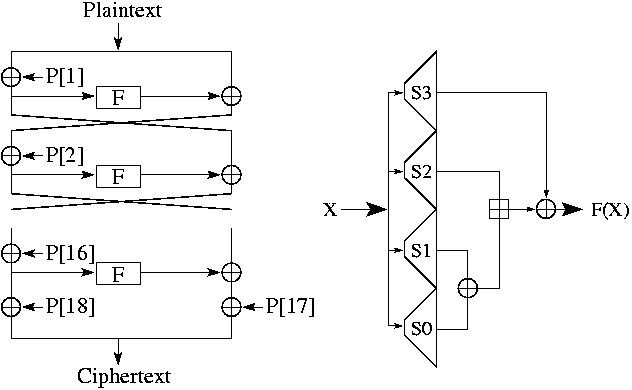 Plaintext
P[1]
F
P[2]
F
P[16]
F
P[18]
P[17]
Ciphertext
S3
S2
X
F(X)
S1
S0